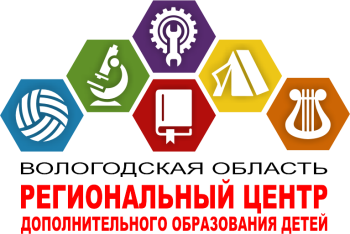 ВОЛОГОДСКАЯ ОБЛАСТЬ
РЕГИОНАЛЬНЫЙ ЦЕНТР
ДОПОЛНИТЕЛЬНОГО ОБРАЗОВАНИЯ ДЕТЕЙ